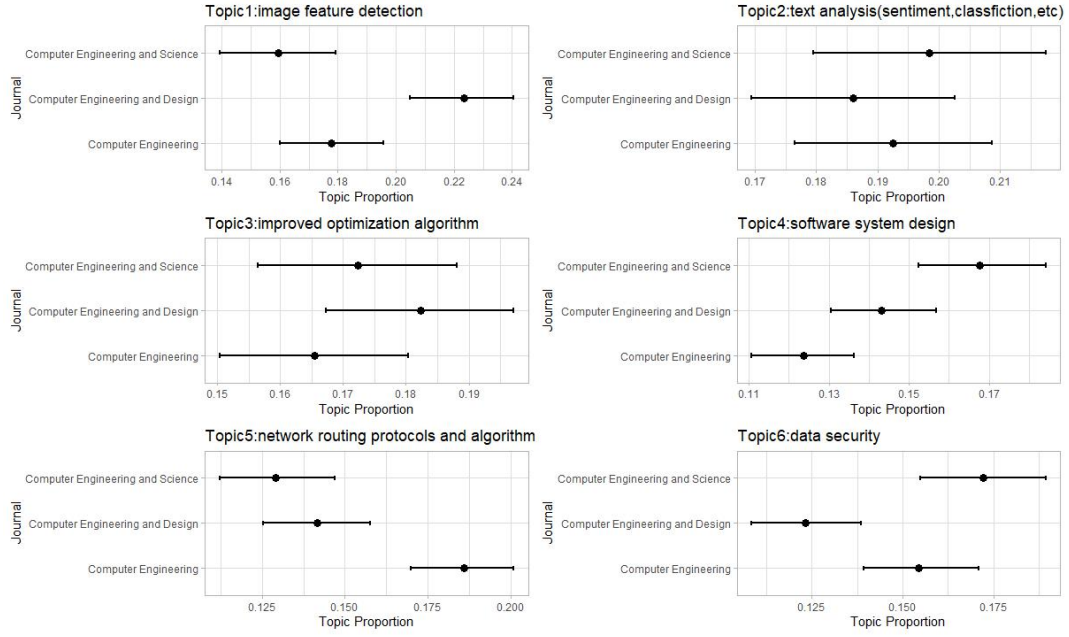 Topic1:image feature detection
Journal
Computer Engineering and Science
Computer Engineering and Design
Computer Engineering
0.14 0.16 0.18 0.20 0.22 0.24
Topic Proportion
Topic2:text analysis(sentiment,classfiction,etc)
Journal
Computer Engineering and Science
Computer Engineering and Design
Computer Engineering
0.17 0.18 0.19 0.20 0.21
Topic Proportion
Topic3:improved optimization algorithm
Journal
Computer Engineering and Science
Computer Engineering and Design
Computer Engineering
0.15 0.16 0.17 0.18 0.19
Topic Proportion
Topic4:software system design
Journal
Computer Engineering and Science
Computer Engineering and Design
Computer Engineering
0.11 0.13 0.15 0.17
Topic Proportion
Topic5:network routing protocols and algorithm
Journal
Computer Engineering and Science
Computer Engineering and Design
Computer Engineering
0.125 0.150 0.175 0.200
Topic Proportion
Topic6:data security
Journal
Computer Engineering and Science
Computer Engineering and Design
Computer Engineering
0.125 0.150 0.175
Topic Proportion